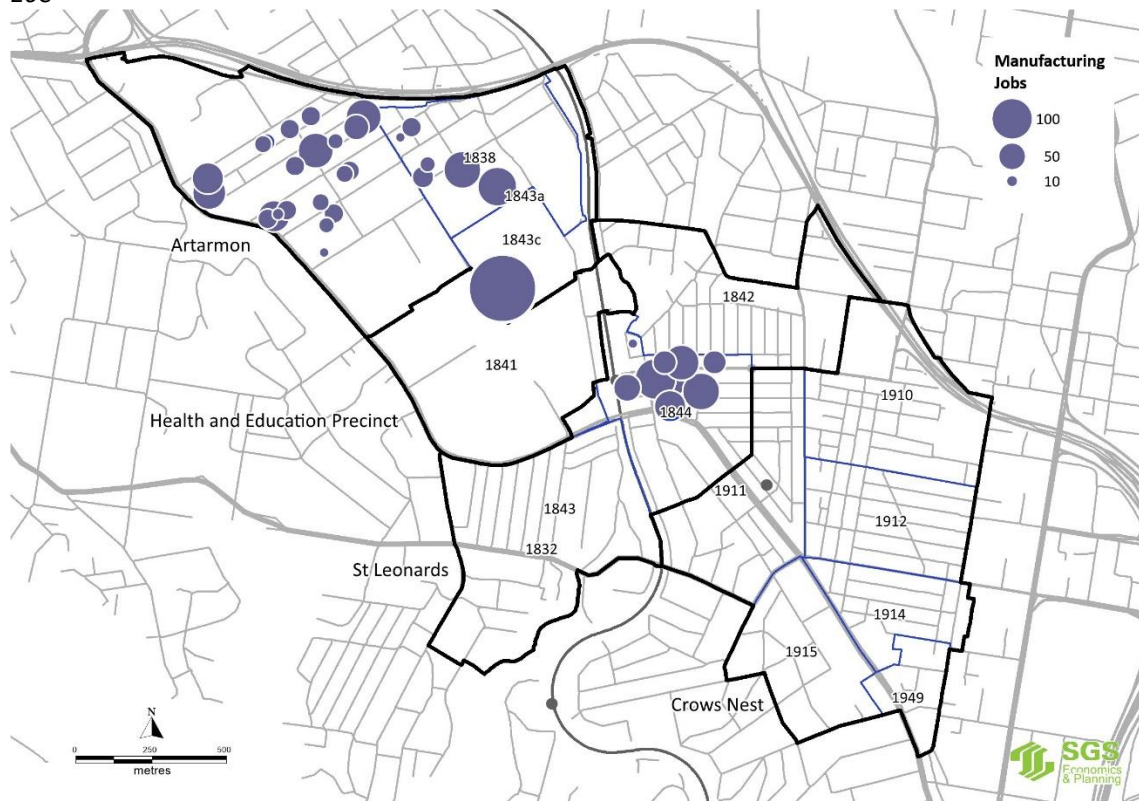 Manufacturing
Jobs
100
50
10
1838
1843a
Artarmon
1843c
1842
1841
1910
Health and Education Precinct
1844
1911
1843
1912
1832
St Leonards
1914
1915
Crows Nest
1949
N
0 250 500
metres
SGS
Economics
& Planning